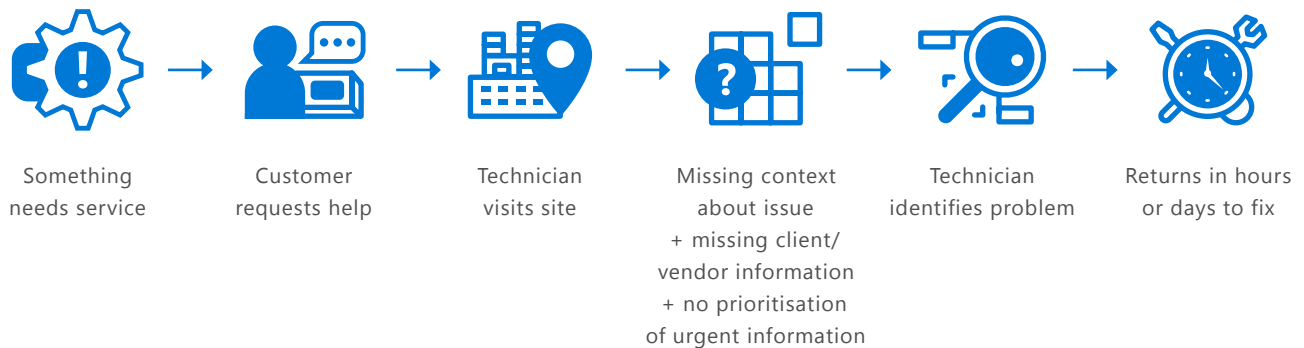 Something
needs service
Customer
requests help
Technician
visits site
Missing context
about issue
+ missing client/
vendor information
+ no prioritisation
of urgent information
Technician
identifies problem
Returns in hours
or days to fix